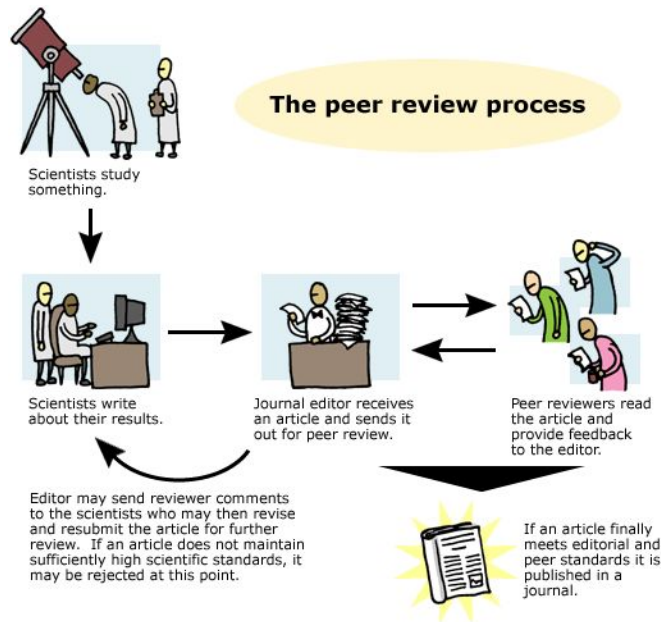 The peer review process
Scientists study
something.
Scientists write
about their results.
Journal editor receives
an article and sends it
out for peer review.
Peer reviewers read
the article and
provide feedback
to the editor.
Editor may send reviewer comments
to the scientists who may then revise
and resubmit the article for further
review.  If an article does not maintain
sufficiently high scientific standards, it
may be rejected at this point.
If an article finally
meets editorial and
peer standards it is
published in a
journal.